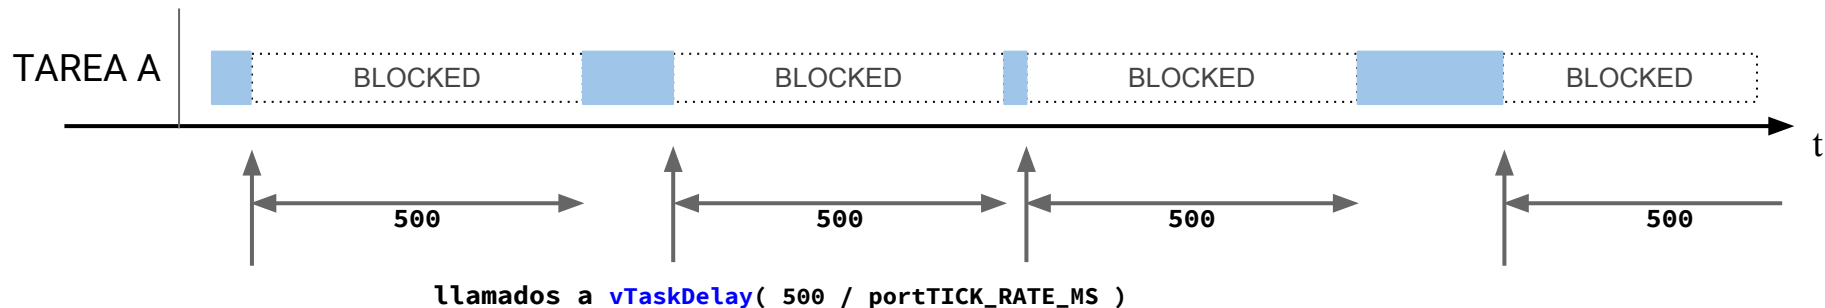 TAREA A
BLOCKED BLOCKED BLOCKED BLOCKED
t
500 500 500 500
llamados a vTaskDelay( 500 / portTICK_RATE_MS )